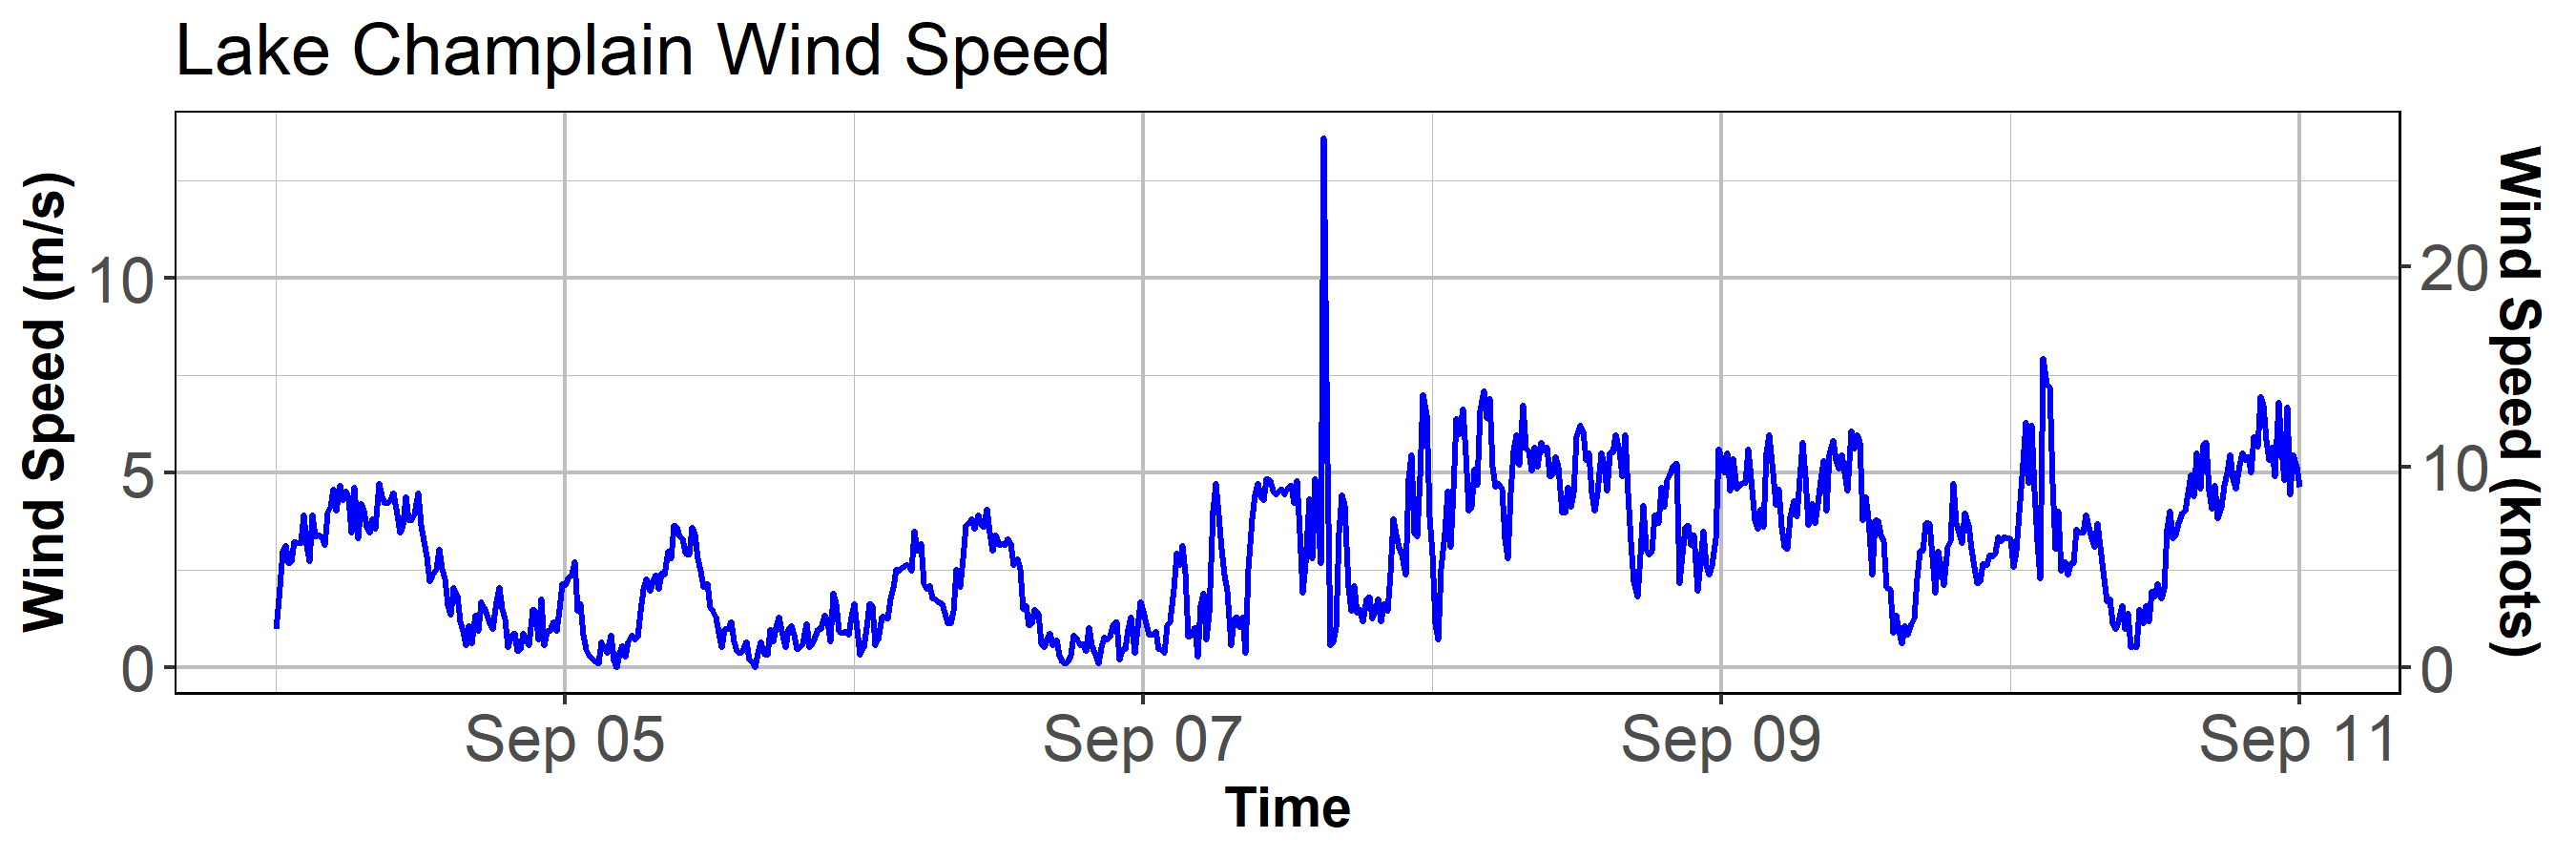 Lake Champlain Wind Speed
Wind Speed (m/s)
10
5
0
20
10
0
Wind Speed (knots)
Sep 05
Sep 07
Sep 09
Sep 11
Time